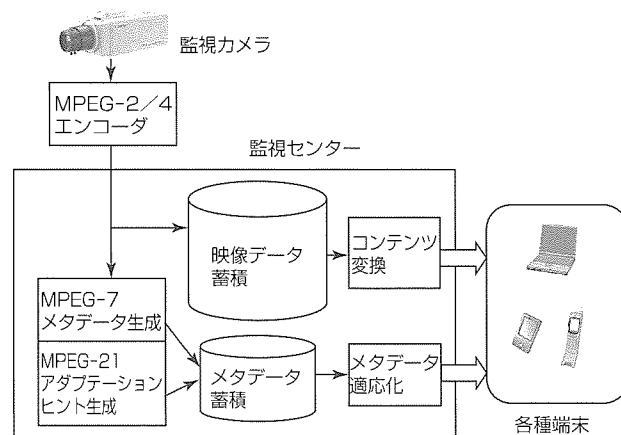 監視カメラ
MPEG-2／4
エンコーダ
監視センター
映像データ
蓄積
コンテンツ
変換
MPEG-7
メタデータ生成
MPEG-21
アダプテーション
ヒント生成
メタデータ
蓄積
メタデータ
適応化
各種端末